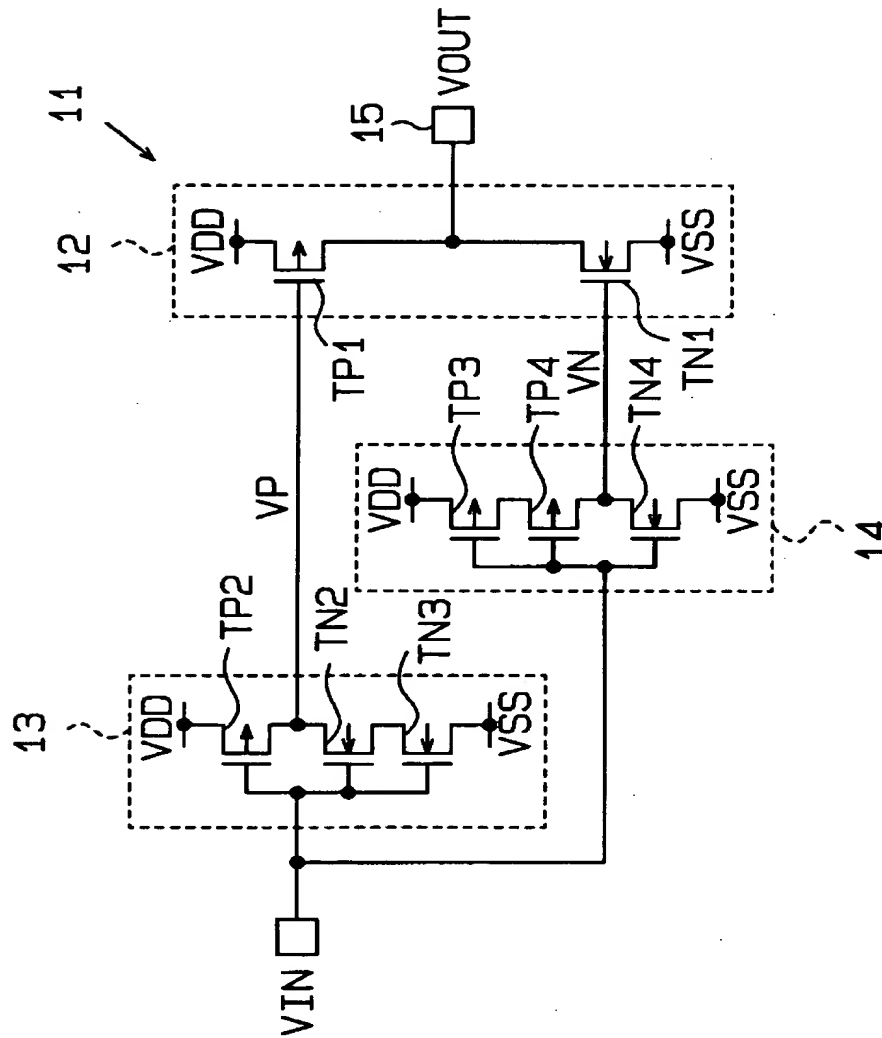 11
12
VDD
15
VOUT
TP1
VP
13
VDD
TP2
TN2
TN3
VSS
VIN
VDD
TP3
TP4
VN
TN4
TN1
VSS
VSS
14